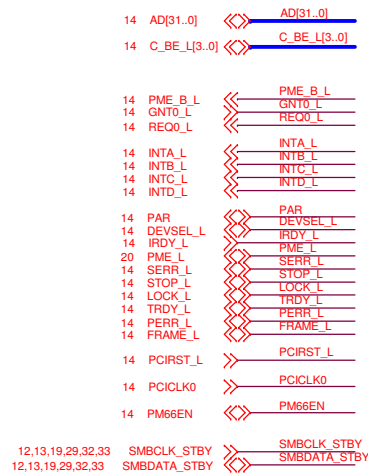 14 AD[31..0] AD[31..0]
14 C_BE_L[3..0] C_BE_L[3..0]
14 PME_B_L PME_B_L
14 GNT0_L GNT0_L
14 REQ0_L REQ0_L
14 INTA_L INTA_L
14 INTB_L INTB_L
14 INTC_L INTC_L
14 INTD_L INTD_L
14 PAR PAR
14 DEVSEL_L DEVSEL_L
14 IRDY_L IRDY_L
20 PME_L PME_L
14 SERR_L SERR_L
14 STOP_L STOP_L
14 LOCK_L LOCK_L
14 TRDY_L TRDY_L
14 PERR_L PERR_L
14 FRAME_L FRAME_L
14 PCIRST_L PCIRST_L
14 PCICLK0 PCICLK0
14 PM66EN PM66EN
12,13,19,29,32,33 SMBCLK_STBY SMBCLK_STBY
12,13,19,29,32,33 SMBDATA_STBY SMBDATA_STBY